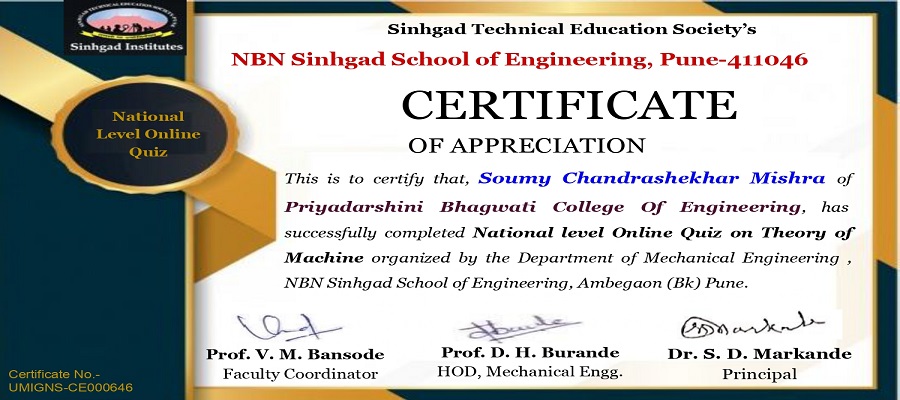 Sinhgad Institutes
Sinhgad Technical Education Society's
NBN Sinhgad School of Engineering, Pune-411046
National
Level Online
Quiz
CERTIFICATE
OF APPRECIATION
This is to certify that, Soumy Chandrashekhar Mishra of
Priyadarshini Bhagwati College Of Engineering, has
successfully completed National level Online Quiz on Theory of
Machine organized by the Department of Mechanical Engineering ,
NBN Sinhgad School of Engineering, Ambegaon (Bk) Pune.
Prof. V. M. Bansode
Faculty Coordinator
Prof. D. H. Burande
HOD, Mechanical Engg.
Dr. S. D. Markande
Principal
Certificate No.-
UMIGNS-CE000646